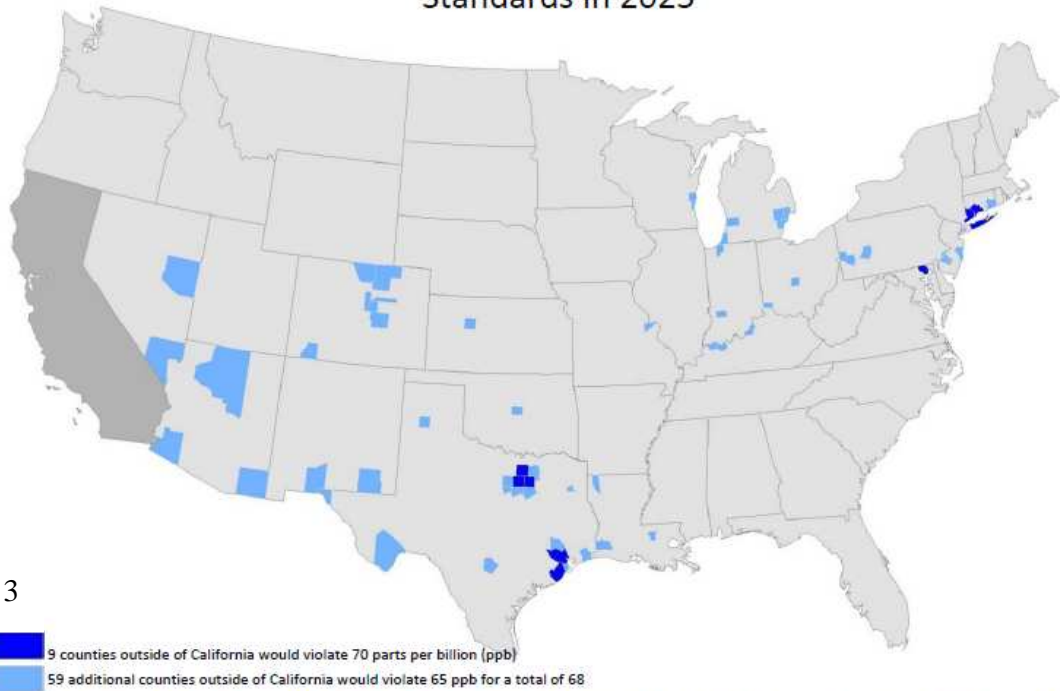 Standards in 2025
3
9 counties outside of California would violate 70 parts per billion (ppb)
59 additional counties outside of California would violate 65 ppb for a total of 68